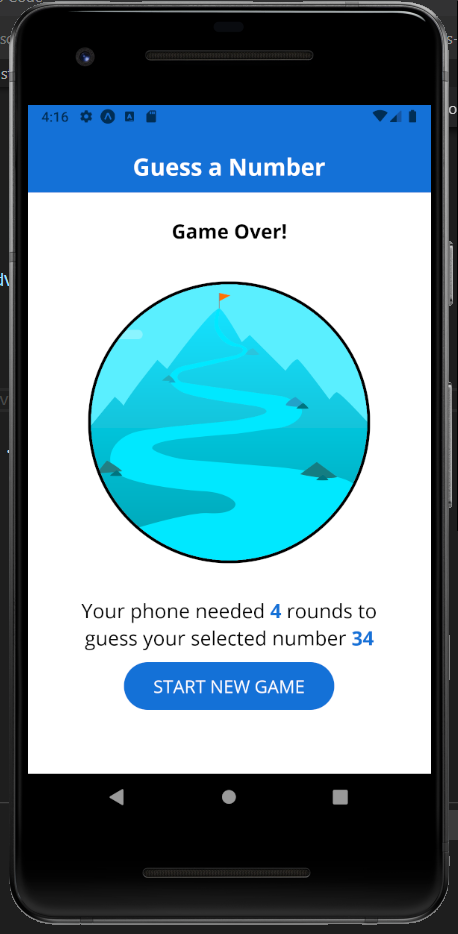 4:16
Guess a Number
Game Over!
Your phone needed 4 rounds to
guess your selected number 34
START NEW GAME